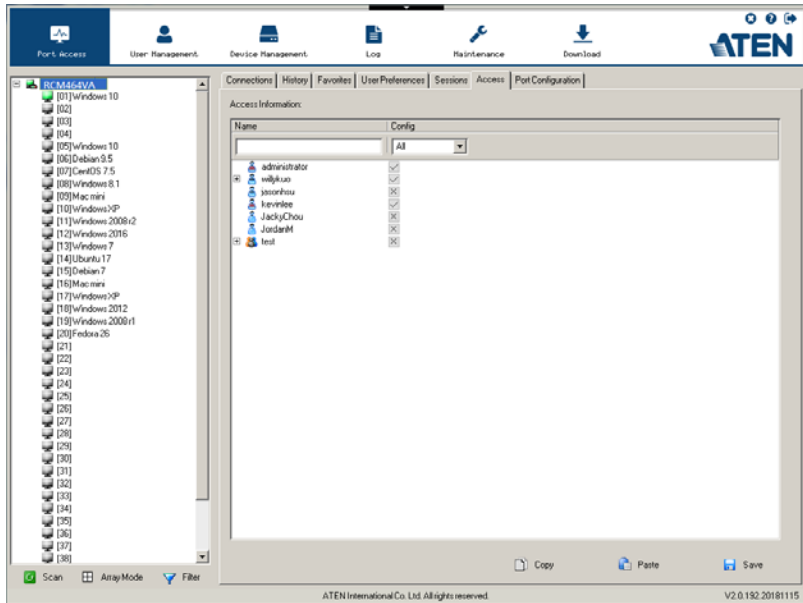 Port Access
User Management
Device Management
Log
Maintenance
Download
ATEN
RCM464VA
[01]Windows 10
[02]
[03]
[04]
[05]Windows 10
[06]Debian 9.5
[07]CentOS 7.5
[08]Windows 8.1
[09]Mac mini
[10]WindowsXP
[11]Windows 2008r2
[12]Windows 2016
[13]Windows 7
[14]Ubuntu 17
[15]Debian 7
[16]Mac mini
[17]WindowsXP
[18]Windows 2012
[19]Windows 2008r1
[20]Fedora 26
[21]
[22]
[23]
[24]
[25]
[26]
[27]
[28]
[29]
[30]
[31]
[32]
[33]
[34]
[35]
[36]
[37]
[38]
Scan
Array Mode
Filter
Connections
History
Favorites
User Preferences
Sessions
Access
Port Configuration
Access Information:
Name
Config
All
administrator
willykuo
jasonhsu
kevinlee
JackyChou
JordanM
test
Copy
Paste
Save
ATEN International Co. Ltd. All rights reserved.
V2.0.192.20181115